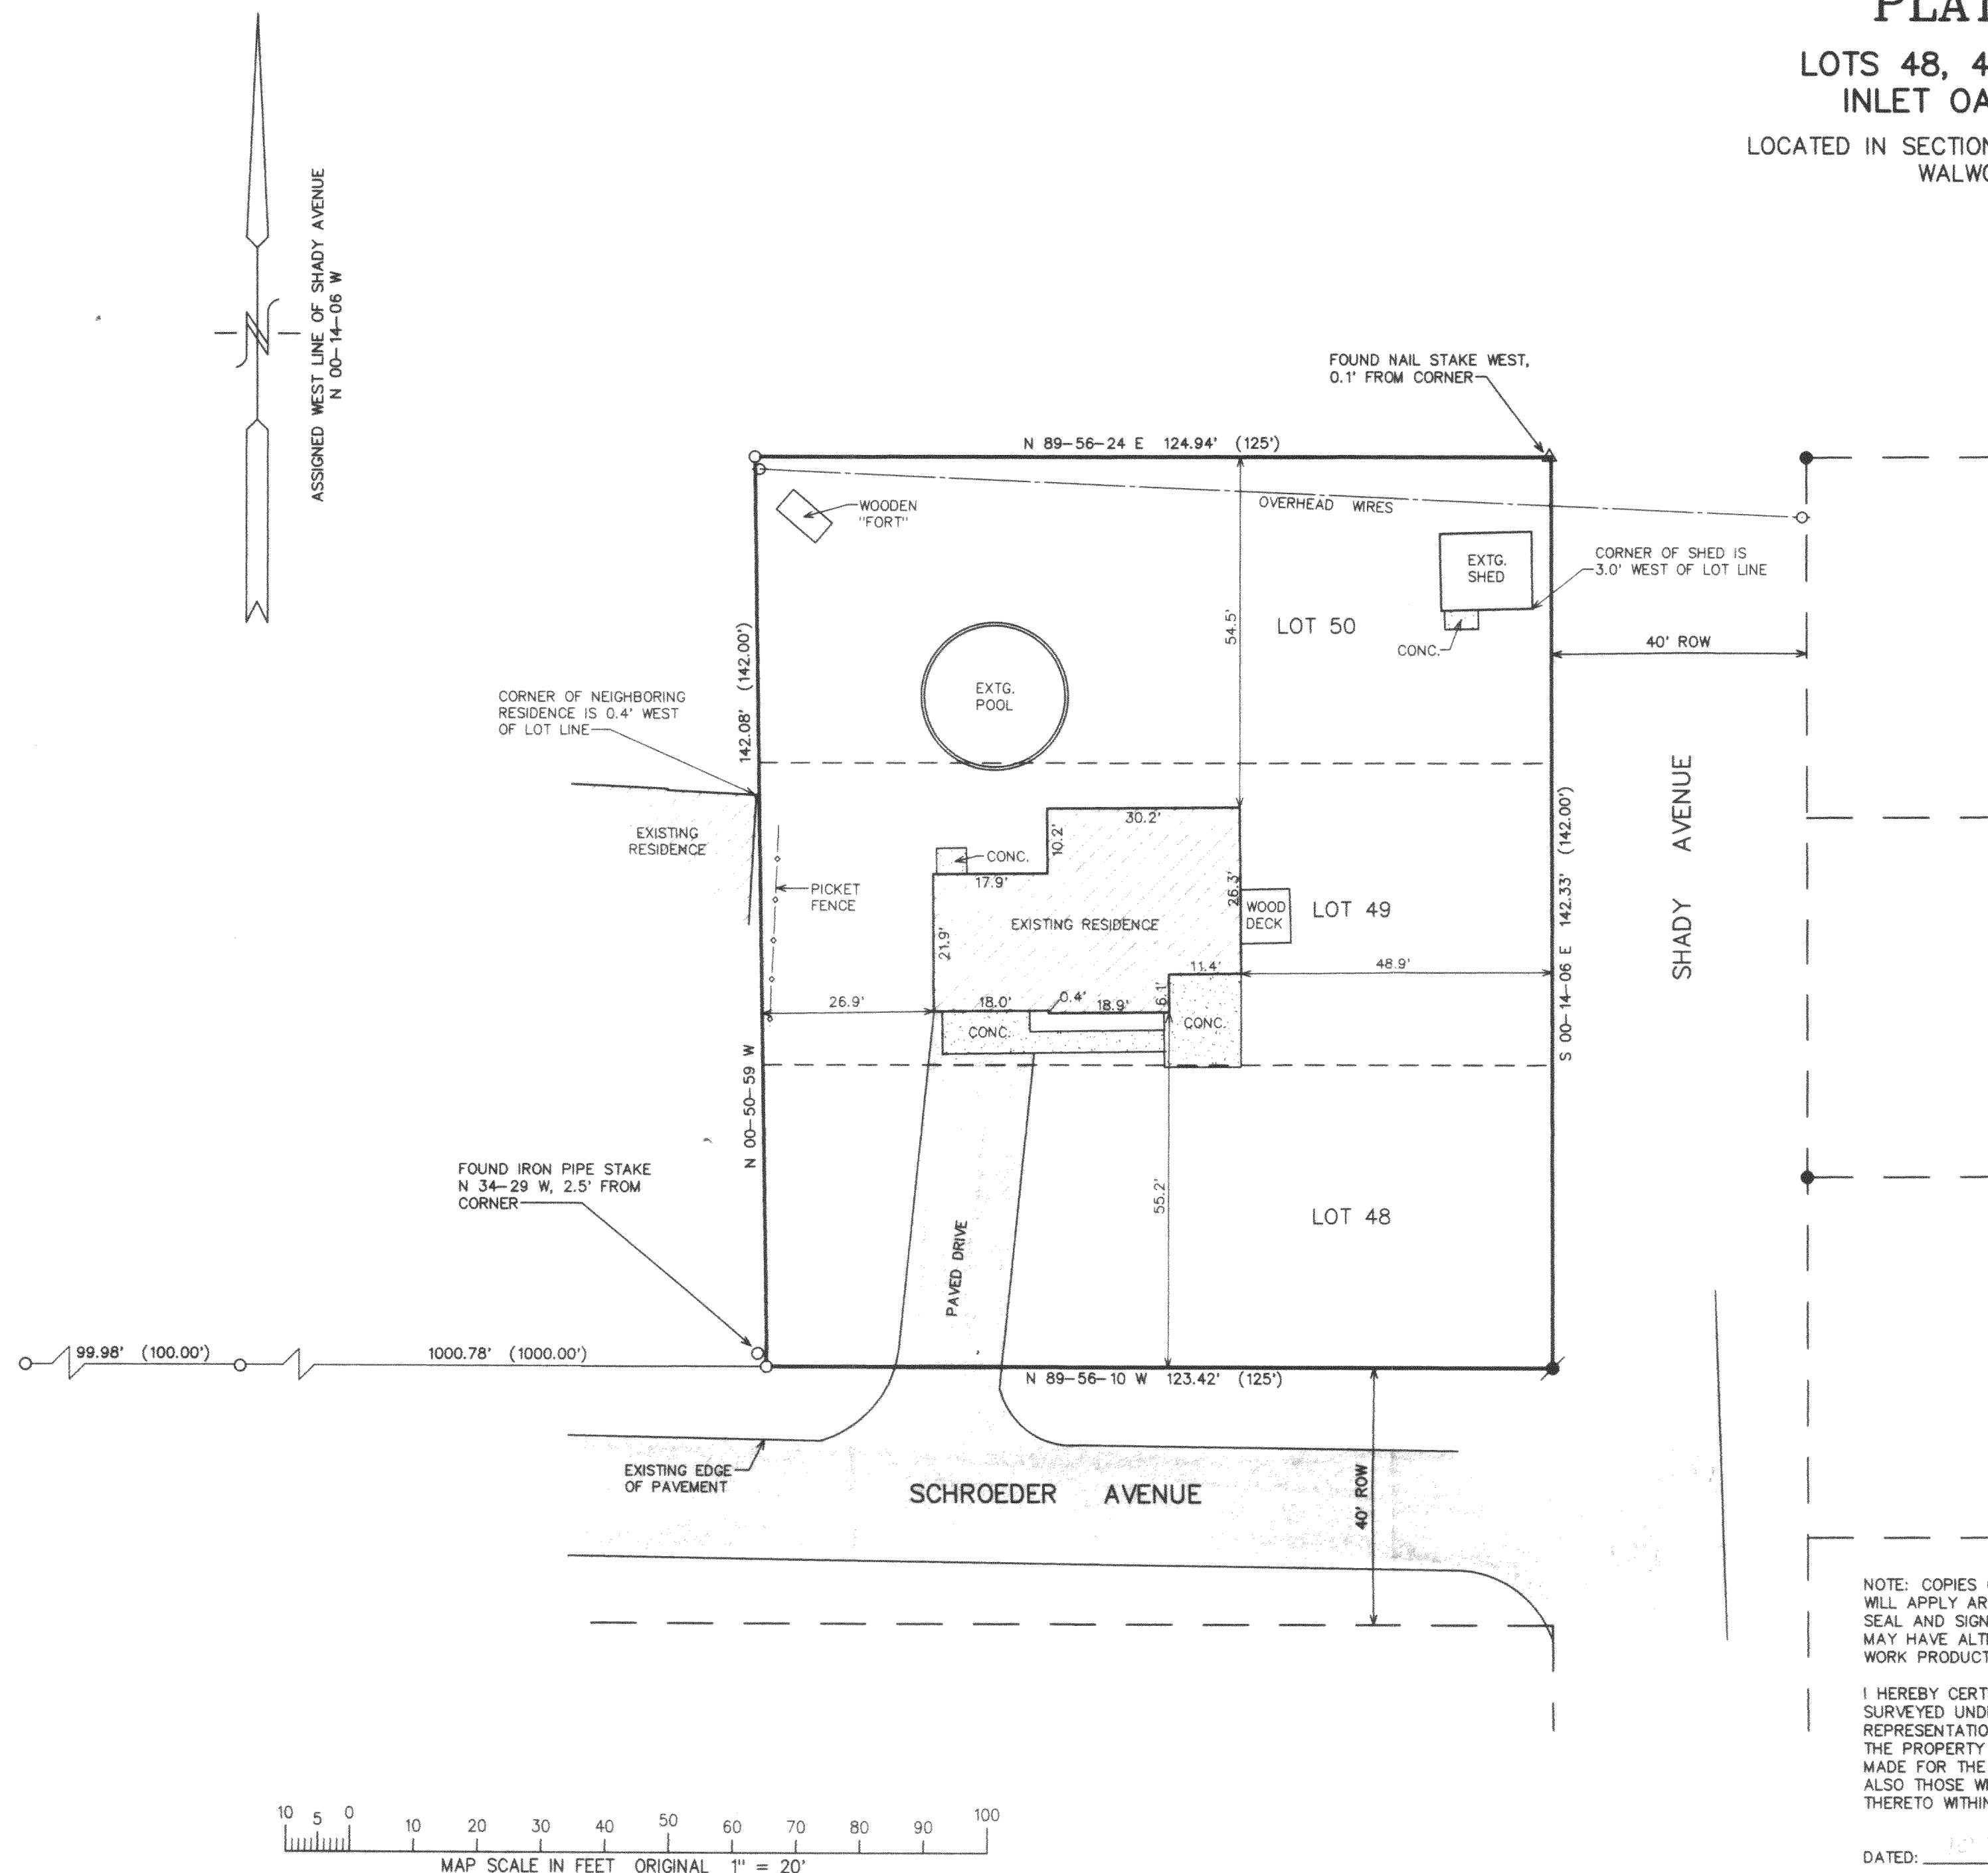 LOTS 48, 4
INLET OA
LOCATED IN SECTION
WALWO
ASSIGNED WEST LINE OF SHADY AVENUE
N 00-14-06 W
FOUND NAIL STAKE WEST,
0.1' FROM CORNER
N 89-56-24 E 124.94' (125')
WOODEN
"FORT"
OVERHEAD WIRES
EXTG.
SHED
CORNER OF SHED IS
3.0' WEST OF LOT LINE
CONC.
LOT 50
54.5'
40' ROW
142.08' (142.00')
EXTG.
POOL
CORNER OF NEIGHBORING
RESIDENCE IS 0.4' WEST
OF LOT LINE
EXISTING
RESIDENCE
30.2'
10.2'
CONC.
17.9'
PICKET
FENCE
26.3'
WOOD
DECK
LOT 49
EXISTING RESIDENCE
21.9'
11.4'
48.9'
26.9'
18.0'
0.4'
18.9'
6.1'
CONC.
CONC.
S 00-14-06 E 142.33' (142.00')
SHADY AVENUE
N 00-50-59 W
FOUND IRON PIPE STAKE
N 34-29 W, 2.5' FROM
CORNER
55.2'
LOT 48
PAVED DRIVE
99.98' (100.00')
1000.78' (1000.00')
N 89-56-10 W 123.42' (125')
EXISTING EDGE
OF PAVEMENT
SCHROEDER AVENUE
40' ROW
NOTE: COPIES
WILL APPLY AR
SEAL AND SIGN
MAY HAVE ALT
WORK PRODUCT
I HEREBY CERT
SURVEYED UND
REPRESENTATIO
THE PROPERTY
MADE FOR THE
ALSO THOSE W
THERETO WITHIN
DATED:
10 5 0 10 20 30 40 50 60 70 80 90 100
MAP SCALE IN FEET ORIGINAL 1" = 20'